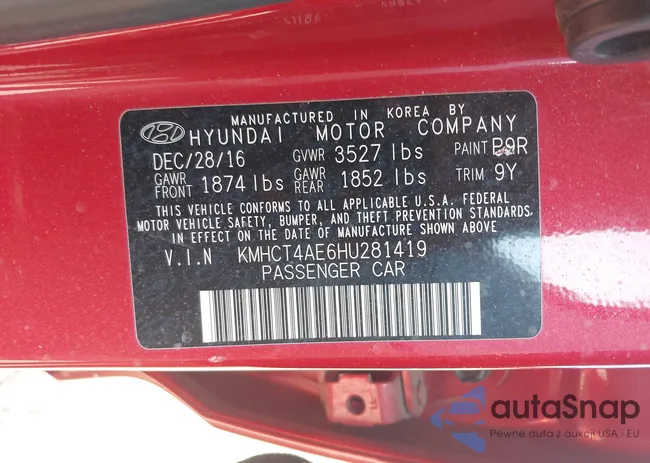 MANUFACTURED IN KOREA BY
HYUNDAI MOTOR COMPANY
DEC/28/16 GVWR 3527 lbs PAINT P9R
GAWR FRONT 1874 lbs GAWR REAR 1852 lbs TRIM 9Y
THIS VEHICLE CONFORMS TO ALL APPLICABLE U.S.A. FEDERAL
MOTOR VEHICLE SAFETY, BUMPER, AND THEFT PREVENTION STANDARDS
IN EFFECT ON THE DATE OF MANUFACTURE SHOWN ABOVE
V.I.N KMHCT4AE6HU281419
PASSENGER CAR
autaSnap
Pewne auta z aukcji USA i EU